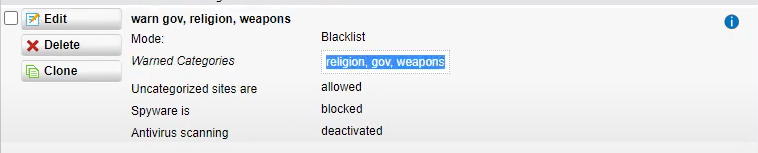 Edit
warn gov, religion, weapons
Delete
Mode: Blacklist
Clone
Warned Categories religion, gov, weapons
Uncategorized sites are allowed
Spyware is blocked
Antivirus scanning deactivated